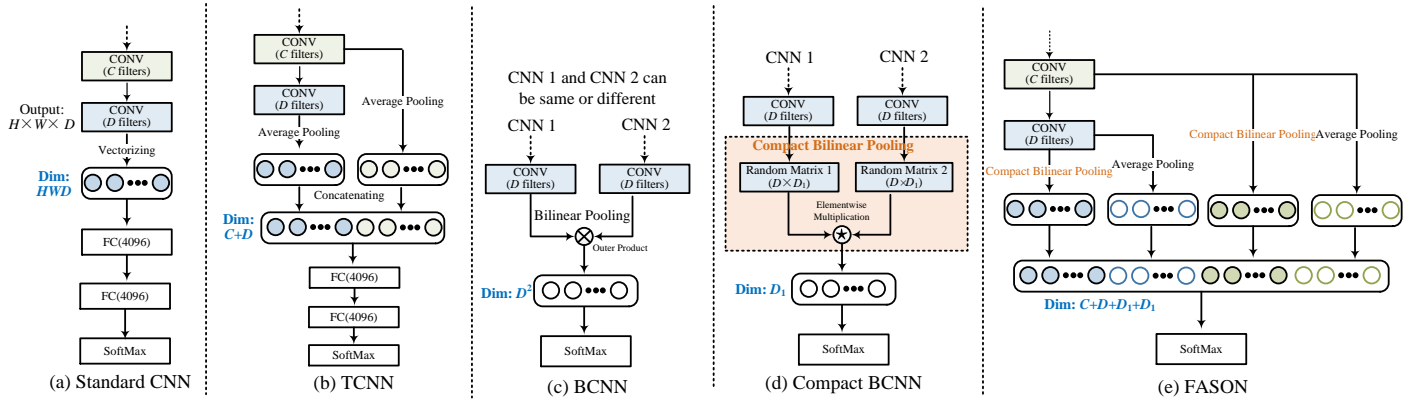 CONV
(C filters)
Output:
H×W× D
CONV
(D filters)
Vectorizing
Dim:
HWD
FC(4096)
FC(4096)
SoftMax
(a) Standard CNN
CONV
(C filters)
CONV
(D filters)
Average Pooling
Average Pooling
Concatenating
Dim:
C+D
FC(4096)
FC(4096)
SoftMax
(b) TCNN
CNN 1 and CNN 2 can
be same or different
CNN 1
CNN 2
CONV
(D filters)
CONV
(D filters)
Bilinear Pooling
Outer Product
Dim: D²
SoftMax
(c) BCNN
CNN 1
CNN 2
CONV
(D filters)
CONV
(D filters)
Compact Bilinear Pooling
Random Matrix 1
(D×D₁)
Random Matrix 2
(D×D₁)
Elementwise
Multiplication
Dim: D₁
SoftMax
(d) Compact BCNN
CONV
(C filters)
CONV
(D filters)
Compact Bilinear Pooling
Average Pooling
Compact Bilinear Pooling
Average Pooling
Dim: C+D+D₁+D₁
SoftMax
(e) FASON